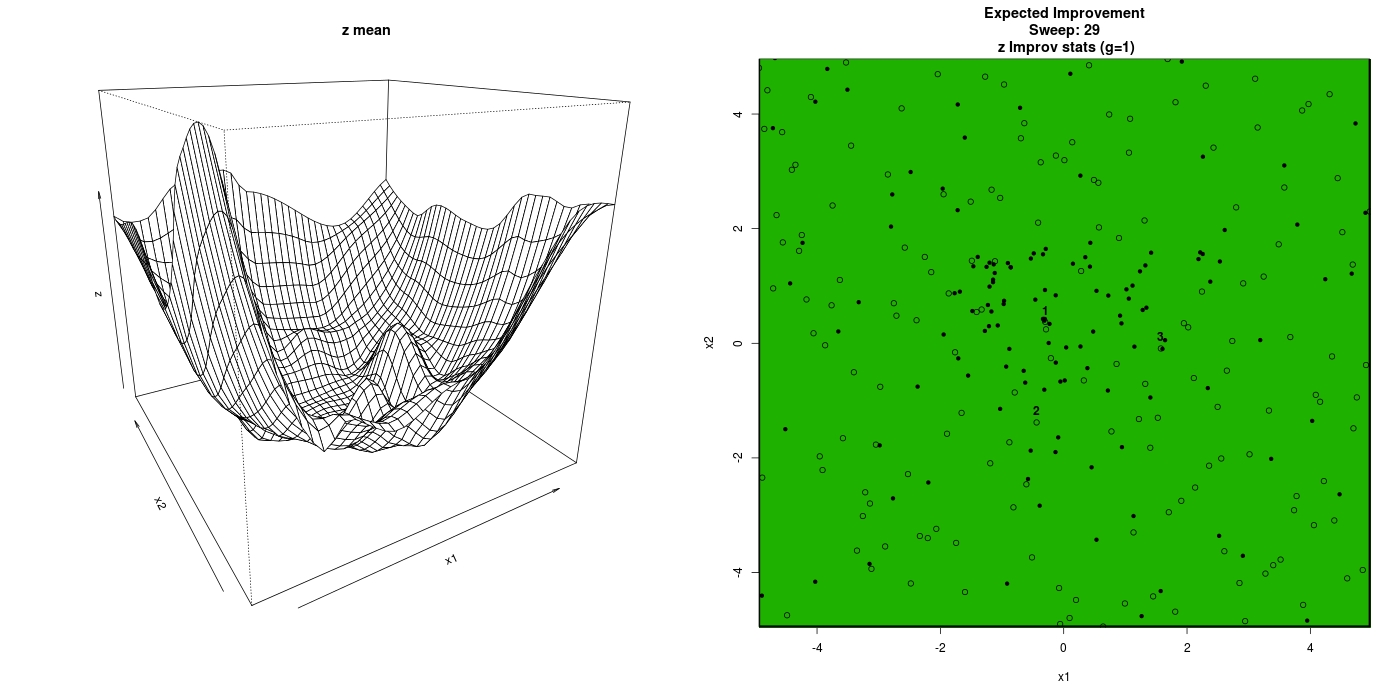 z mean
z
x2
x1
Expected Improvement
Sweep: 29
z Improv stats (g=1)
4
2
0
-2
-4
x2
1
3
2
-4
-2
0
2
4
x1